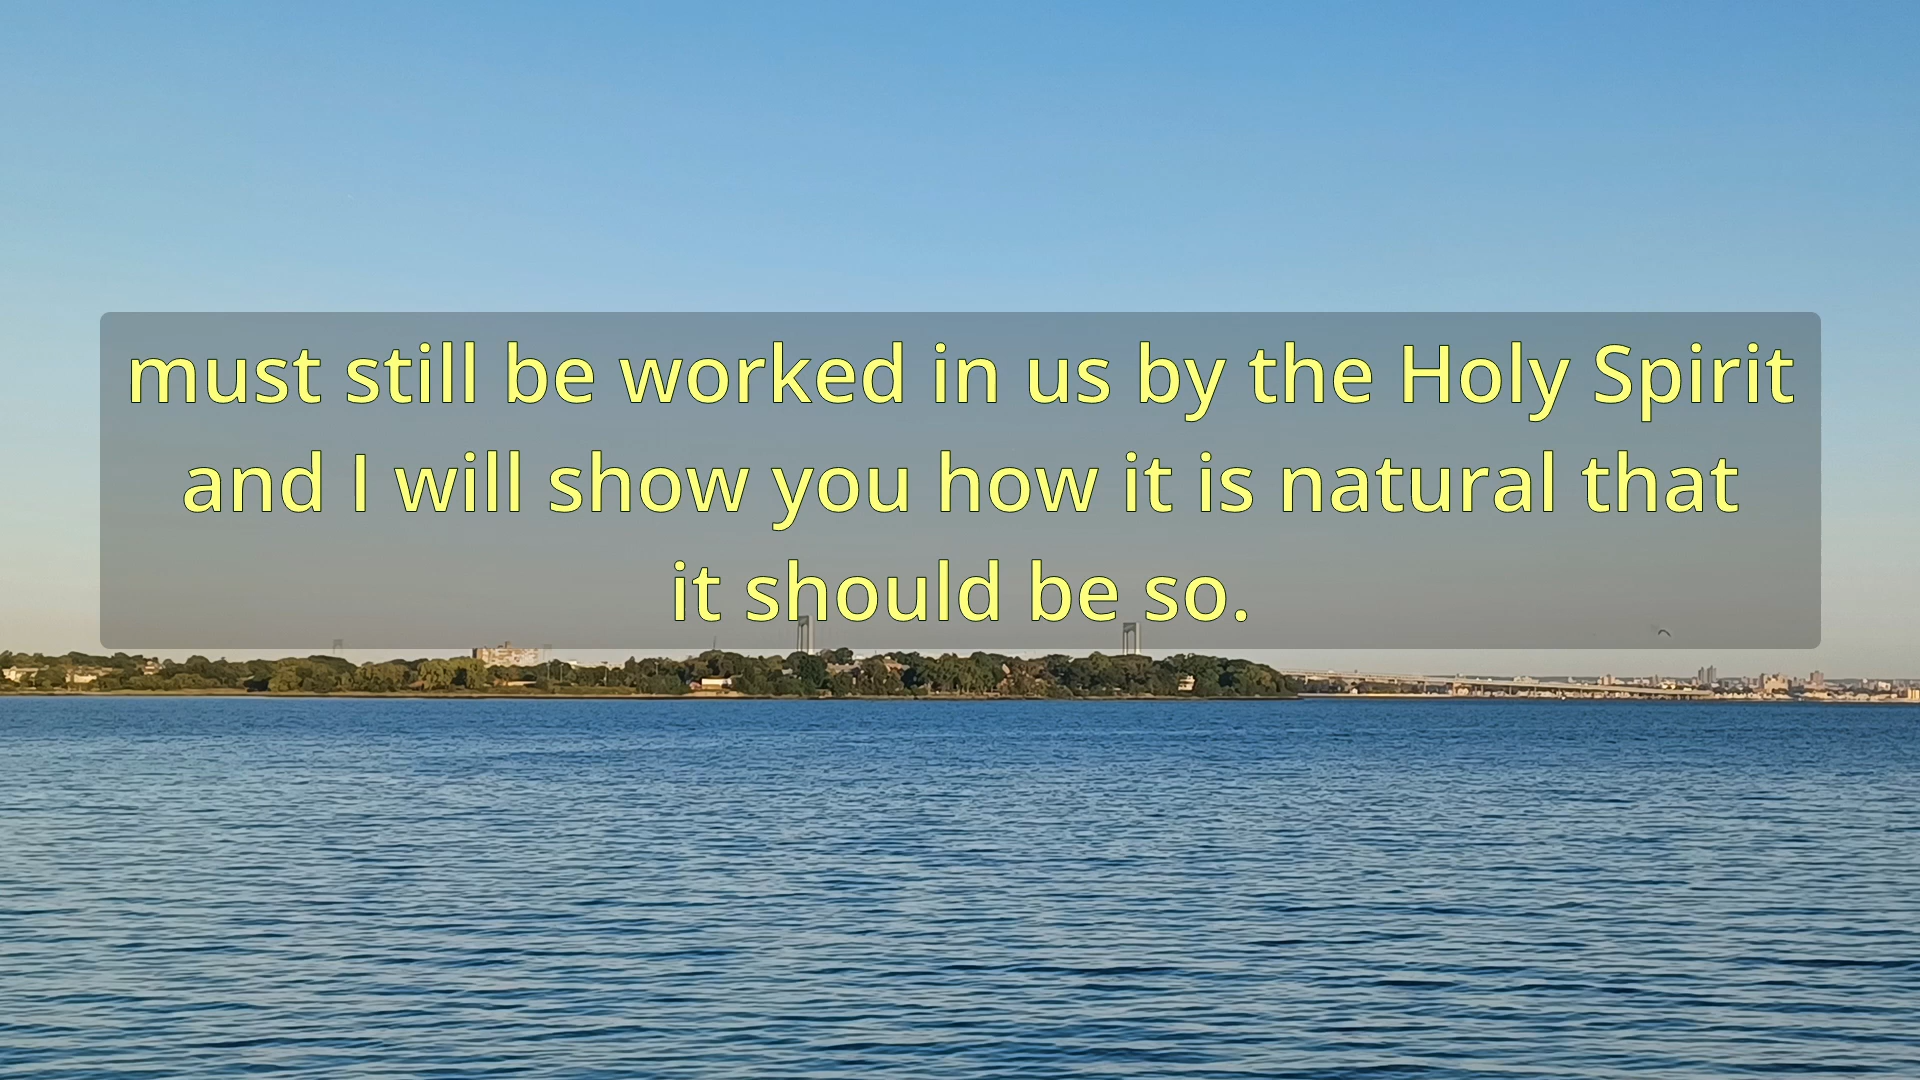 must still be worked in us by the Holy Spirit
and I will show you how it is natural that
it should be so.